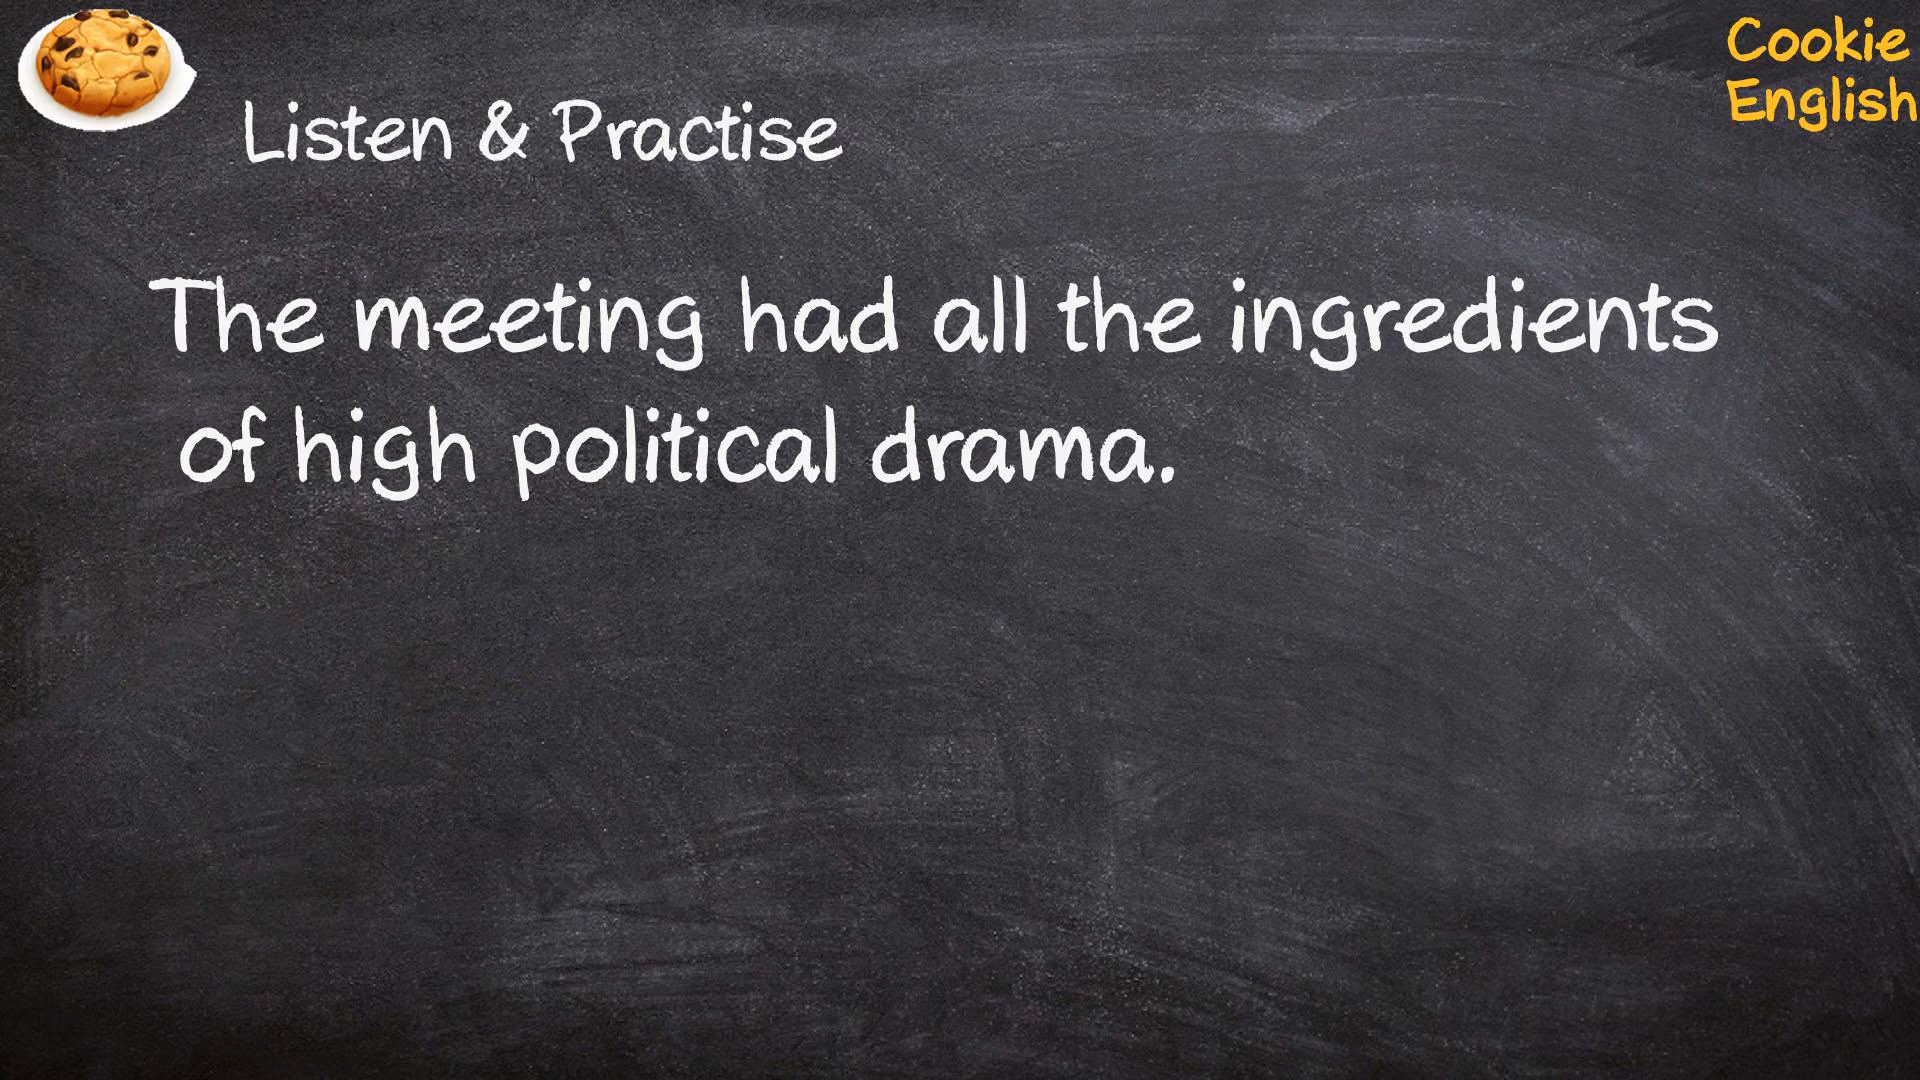 Cookie
English
Listen & Practise
The meeting had all the ingredients
of high political drama.